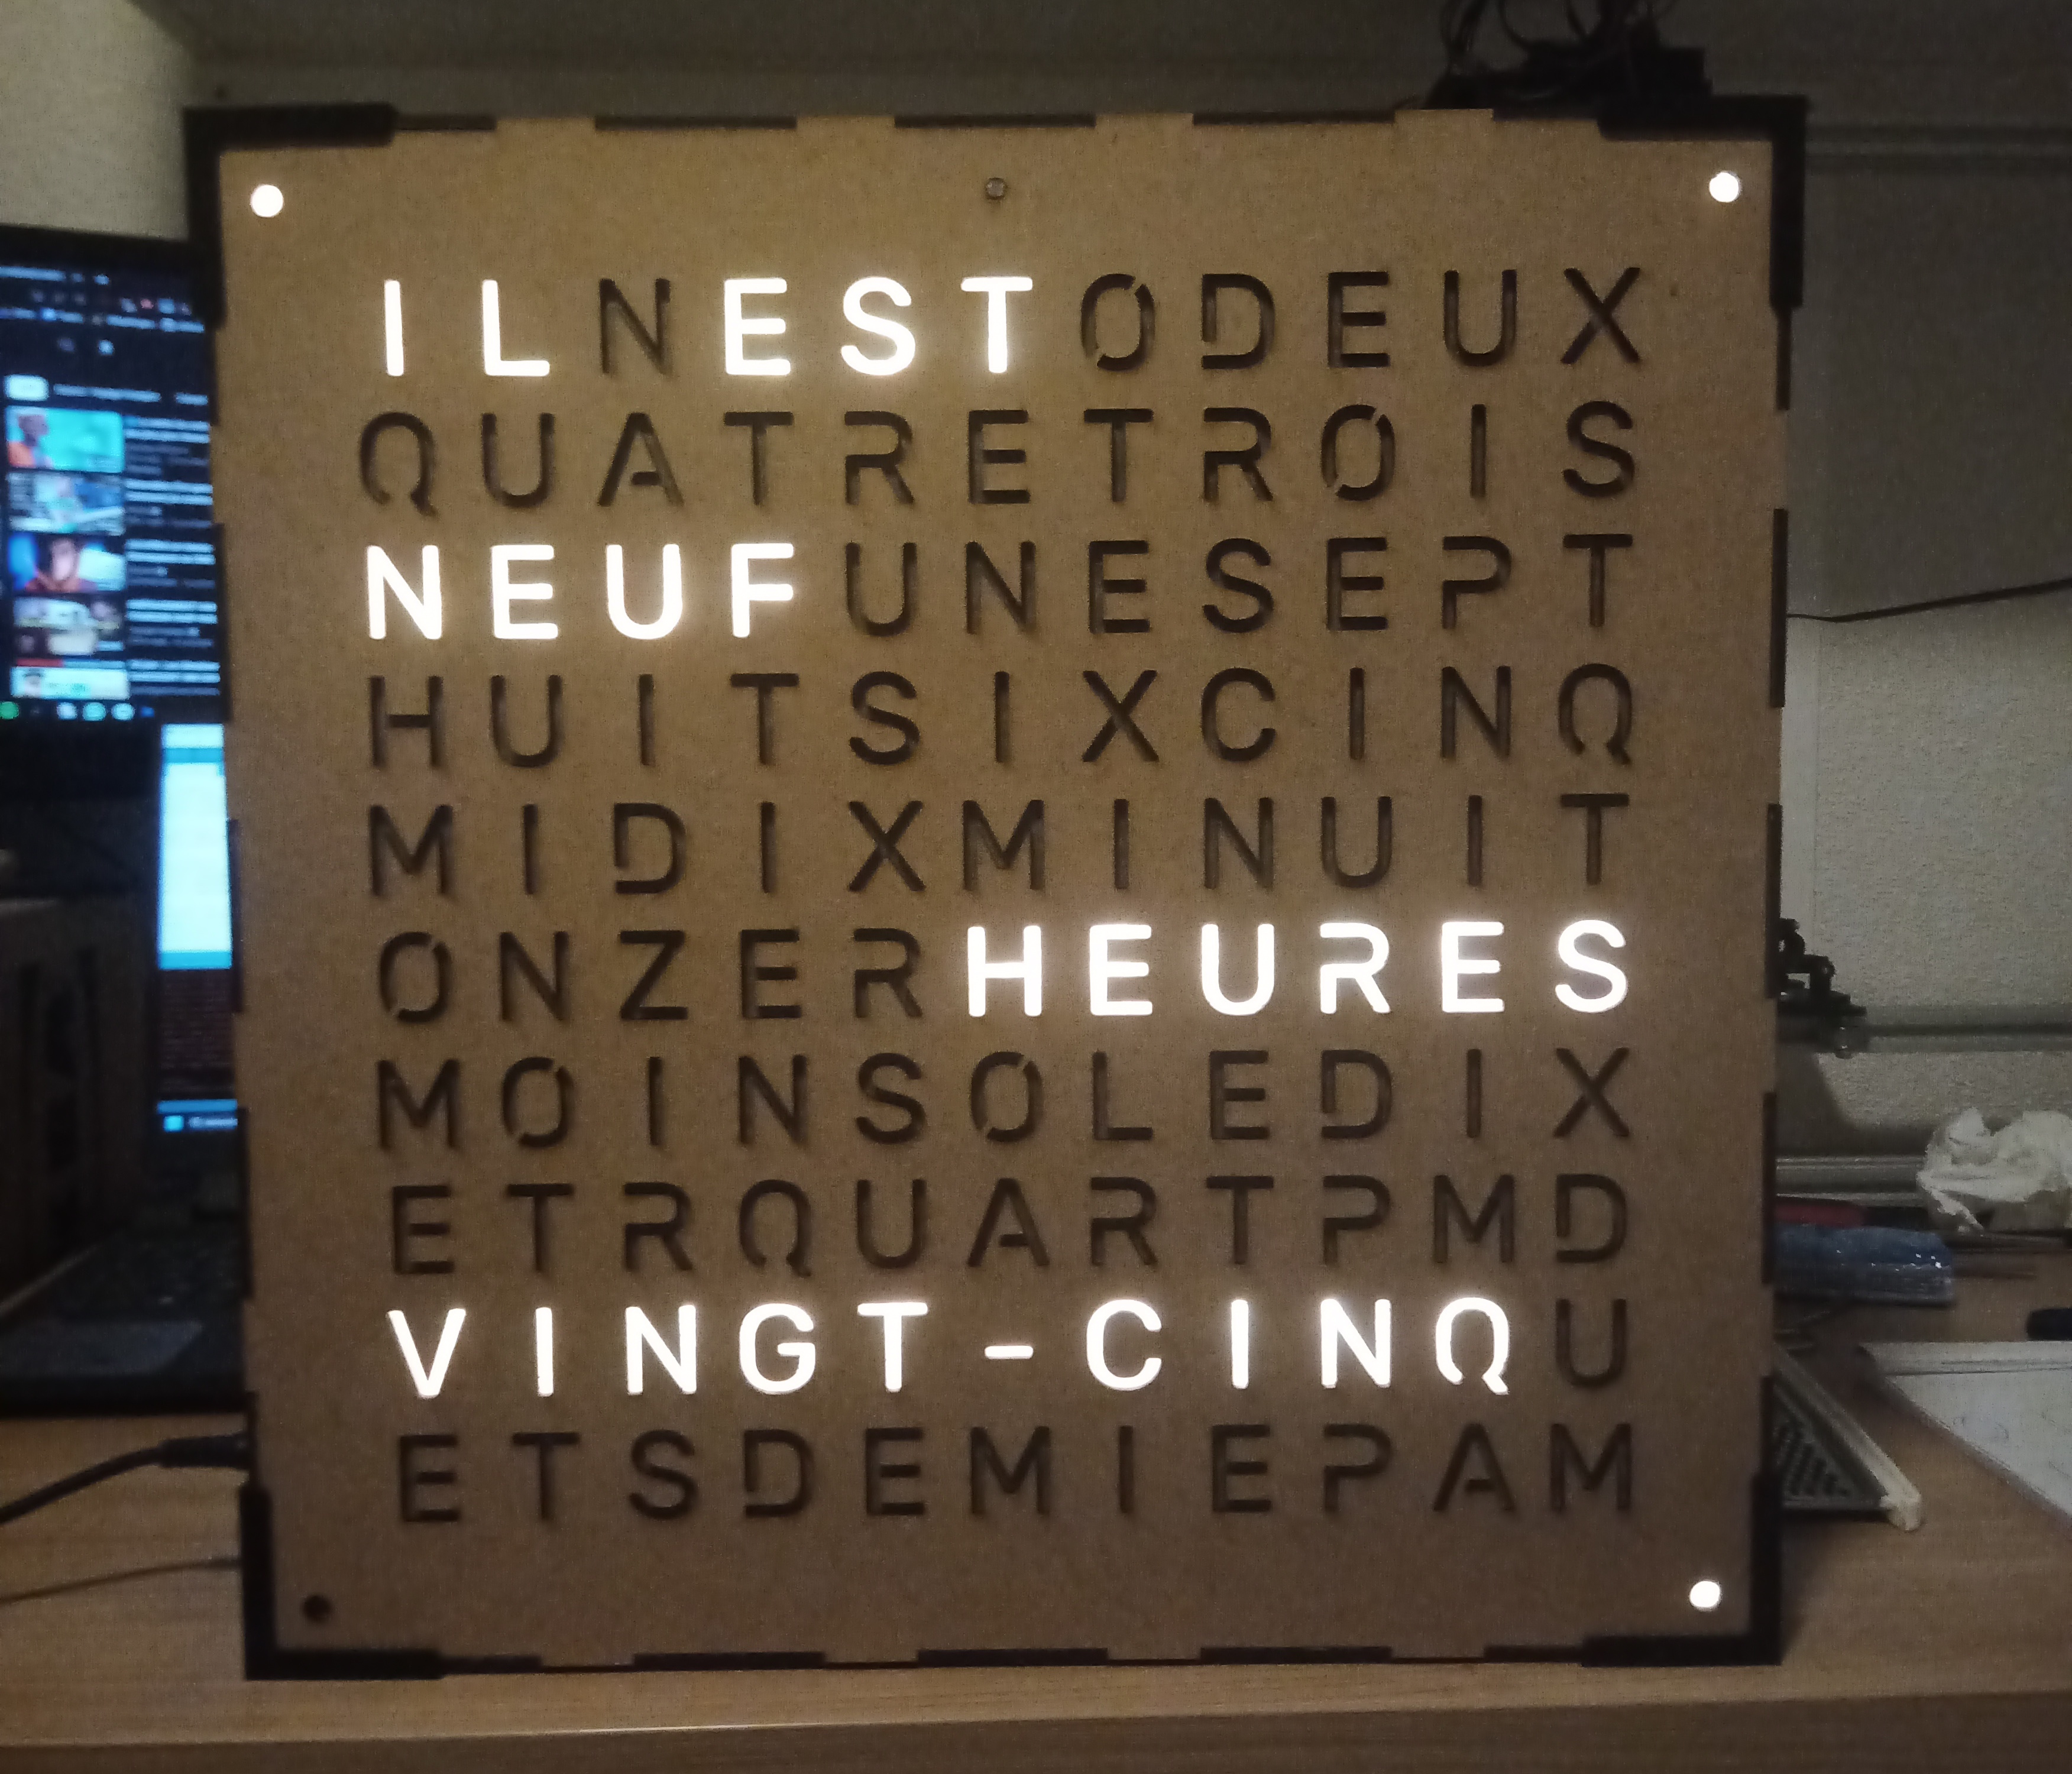 ILNESTODEUX
QUATRETROIS
NEUFUNESEPT
HUITSIXCINQ
MIDIXMINUIT
ONZERHEURES
MOINSOLEDIX
ETRQUARTPMD
VINGT-CINQU
ETSDEMIEPAM